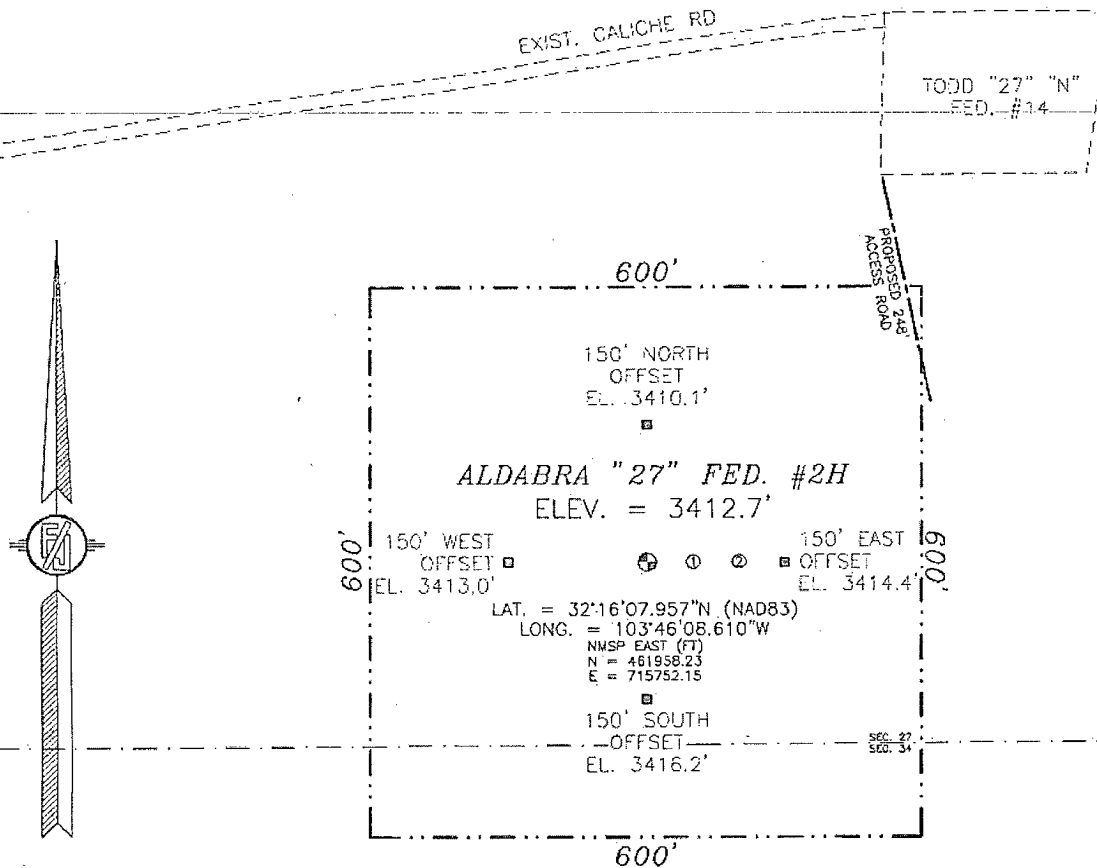 EXIST. CALICHE RD
TODD "27" "N"
FED. #14
PROPOSED 248'
ACCESS ROAD
600'
150' NORTH
OFFSET
EL. 3410.1'
ALDABRA "27" FED. #2H
ELEV. = 3412.7'
600'
150' WEST
OFFSET
EL. 3413.0'
1
2
150' EAST
OFFSET
EL. 3414.4'
600'
LAT. = 32°16'07.957"N (NAD83)
LONG. = 103°46'08.610"W
NMSP EAST (FT)
N = 461958.23
E = 715752.15
150' SOUTH
OFFSET
EL. 3416.2'
SEC. 27
SEC. 34
600'